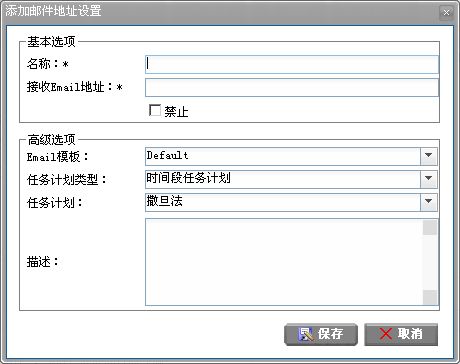 添加邮件地址设置
基本选项
名称：*
接收Email地址：*
禁止
高级选项
Email模板：
Default
任务计划类型：
时间段任务计划
任务计划：
撒旦法
描述：
保存
取消